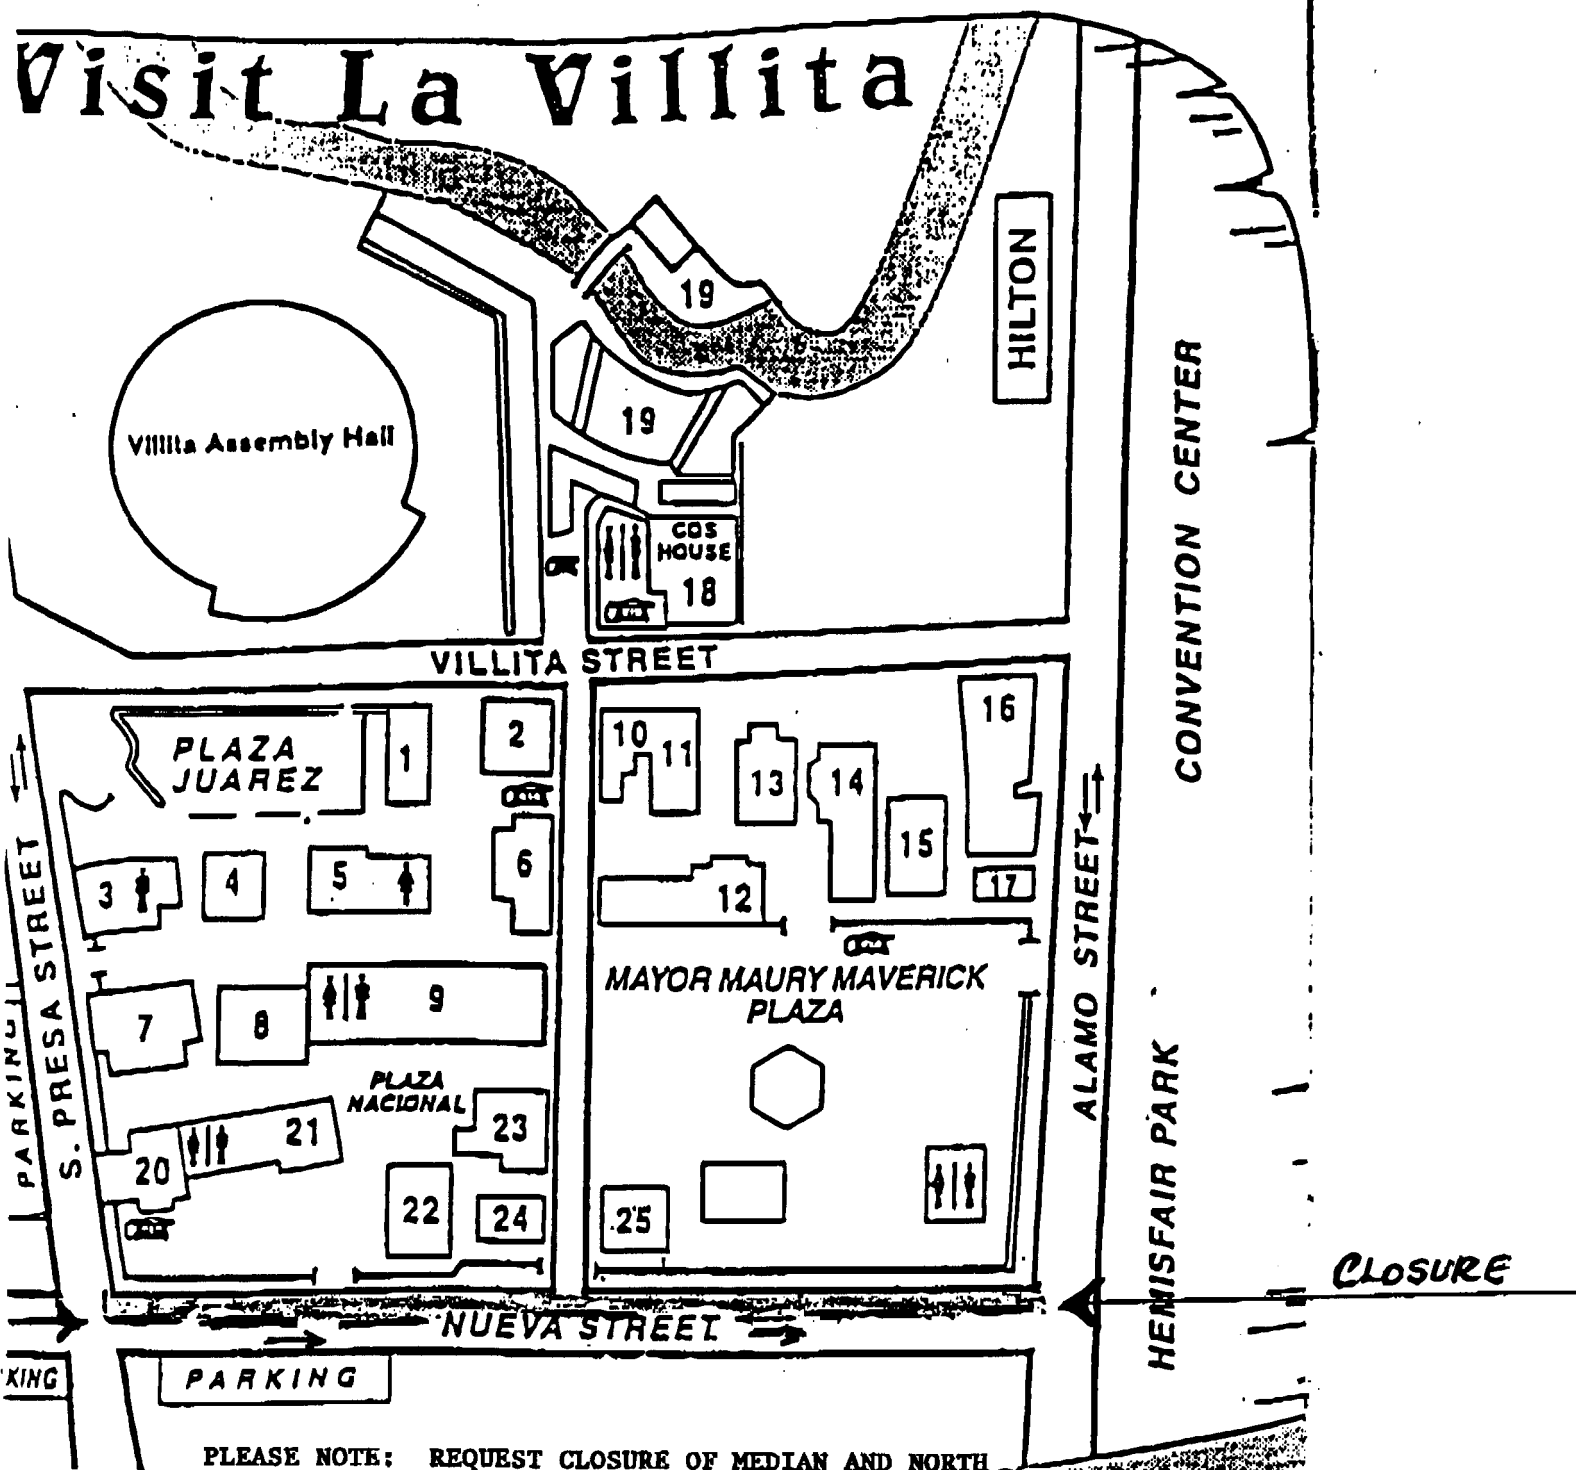 Visit La Villita
HILTON
19
19
Villita Assembly Hall
COS
HOUSE
18
CONVENTION CENTER
VILLITA STREET
PLAZA
JUAREZ
1
2
10
11
13
14
15
16
17
3
4
5
6
12
S. PRESA STREET
PARKING
ALAMO STREET
MAYOR MAURY MAVERICK
PLAZA
7
8
9
PLAZA
NACIONAL
23
21
20
22
24
25
HEMISFAIR PARK
CLOSURE
NUEVA STREET
KING
PARKING
PLEASE NOTE: REQUEST CLOSURE OF MEDIAN AND NORTH